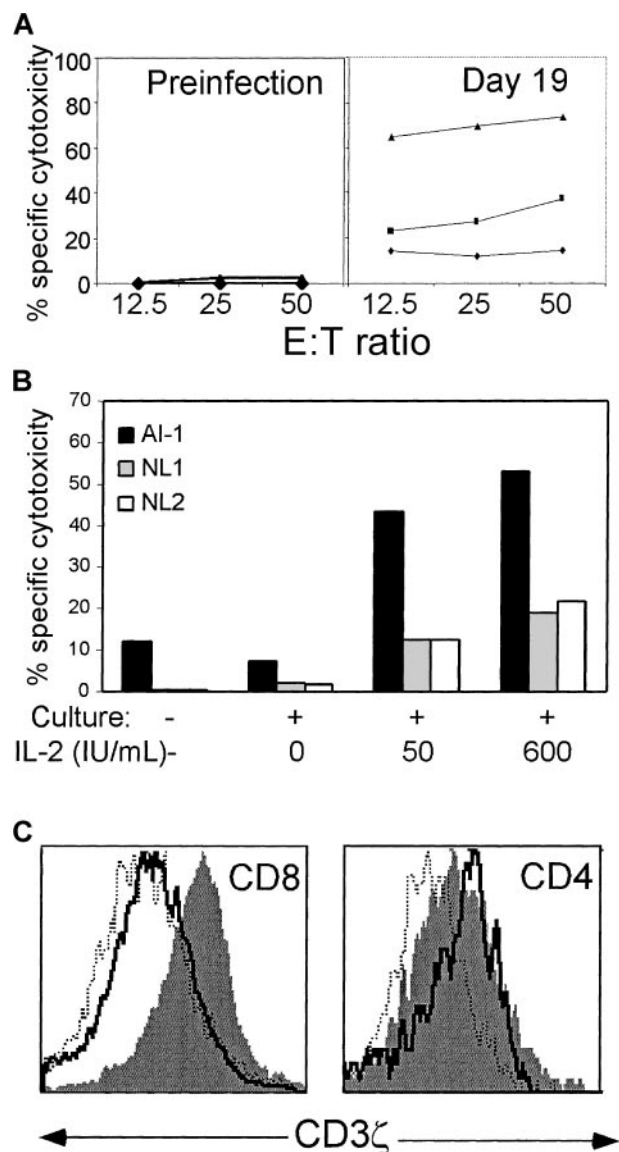 A
% specific cytotoxicity
100
80
60
40
20
0
Preinfection
Day 19
12.5 25 50
12.5 25 50
E:T ratio
B
% specific cytotoxicity
70
60
50
40
30
20
10
0
AI-1
NL1
NL2
Culture: - + + +
IL-2 (IU/mL)- 0 50 600
C
CD8
CD4
CD3ζ